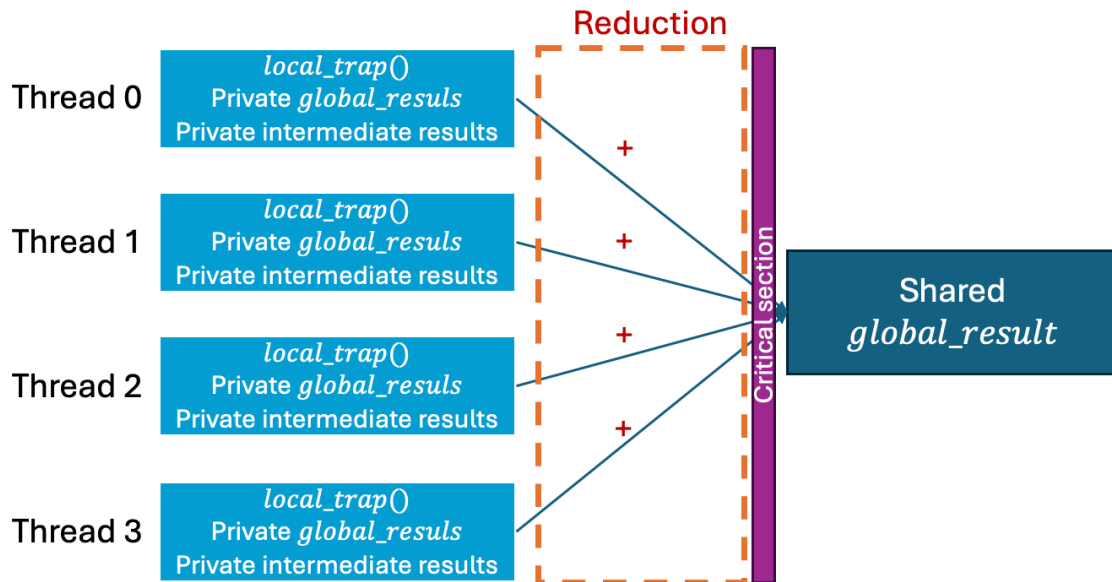 Reduction
Thread 0
local_trap()
Private global_resuls
Private intermediate results
+
Thread 1
local_trap()
Private global_resuls
Private intermediate results
+
Thread 2
local_trap()
Private global_resuls
Private intermediate results
+
Thread 3
local_trap()
Private global_resuls
Private intermediate results
+
Critical section
Shared
global_result